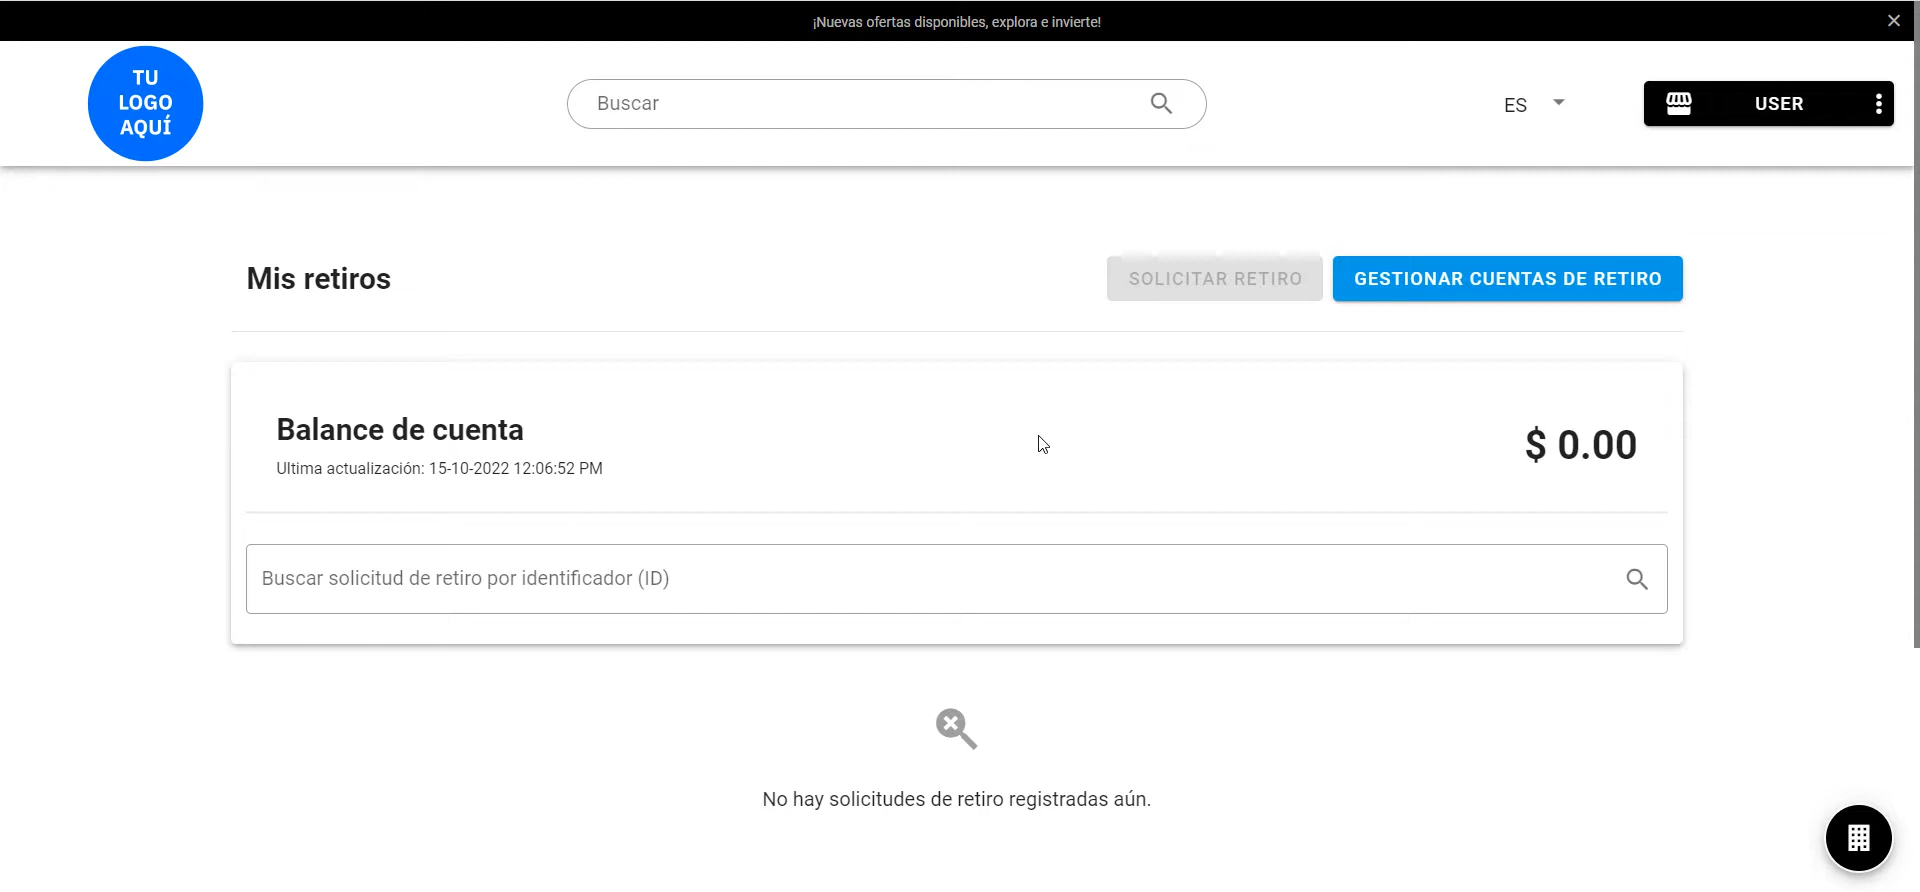 ¡Nuevas ofertas disponibles, explora e invierte!
TU
LOGO
AQUÍ
Buscar
ES
USER
Mis retiros
SOLICITAR RETIRO
GESTIONAR CUENTAS DE RETIRO
Balance de cuenta
$ 0.00
Ultima actualización: 15-10-2022 12:06:52 PM
Buscar solicitud de retiro por identificador (ID)
No hay solicitudes de retiro registradas aún.